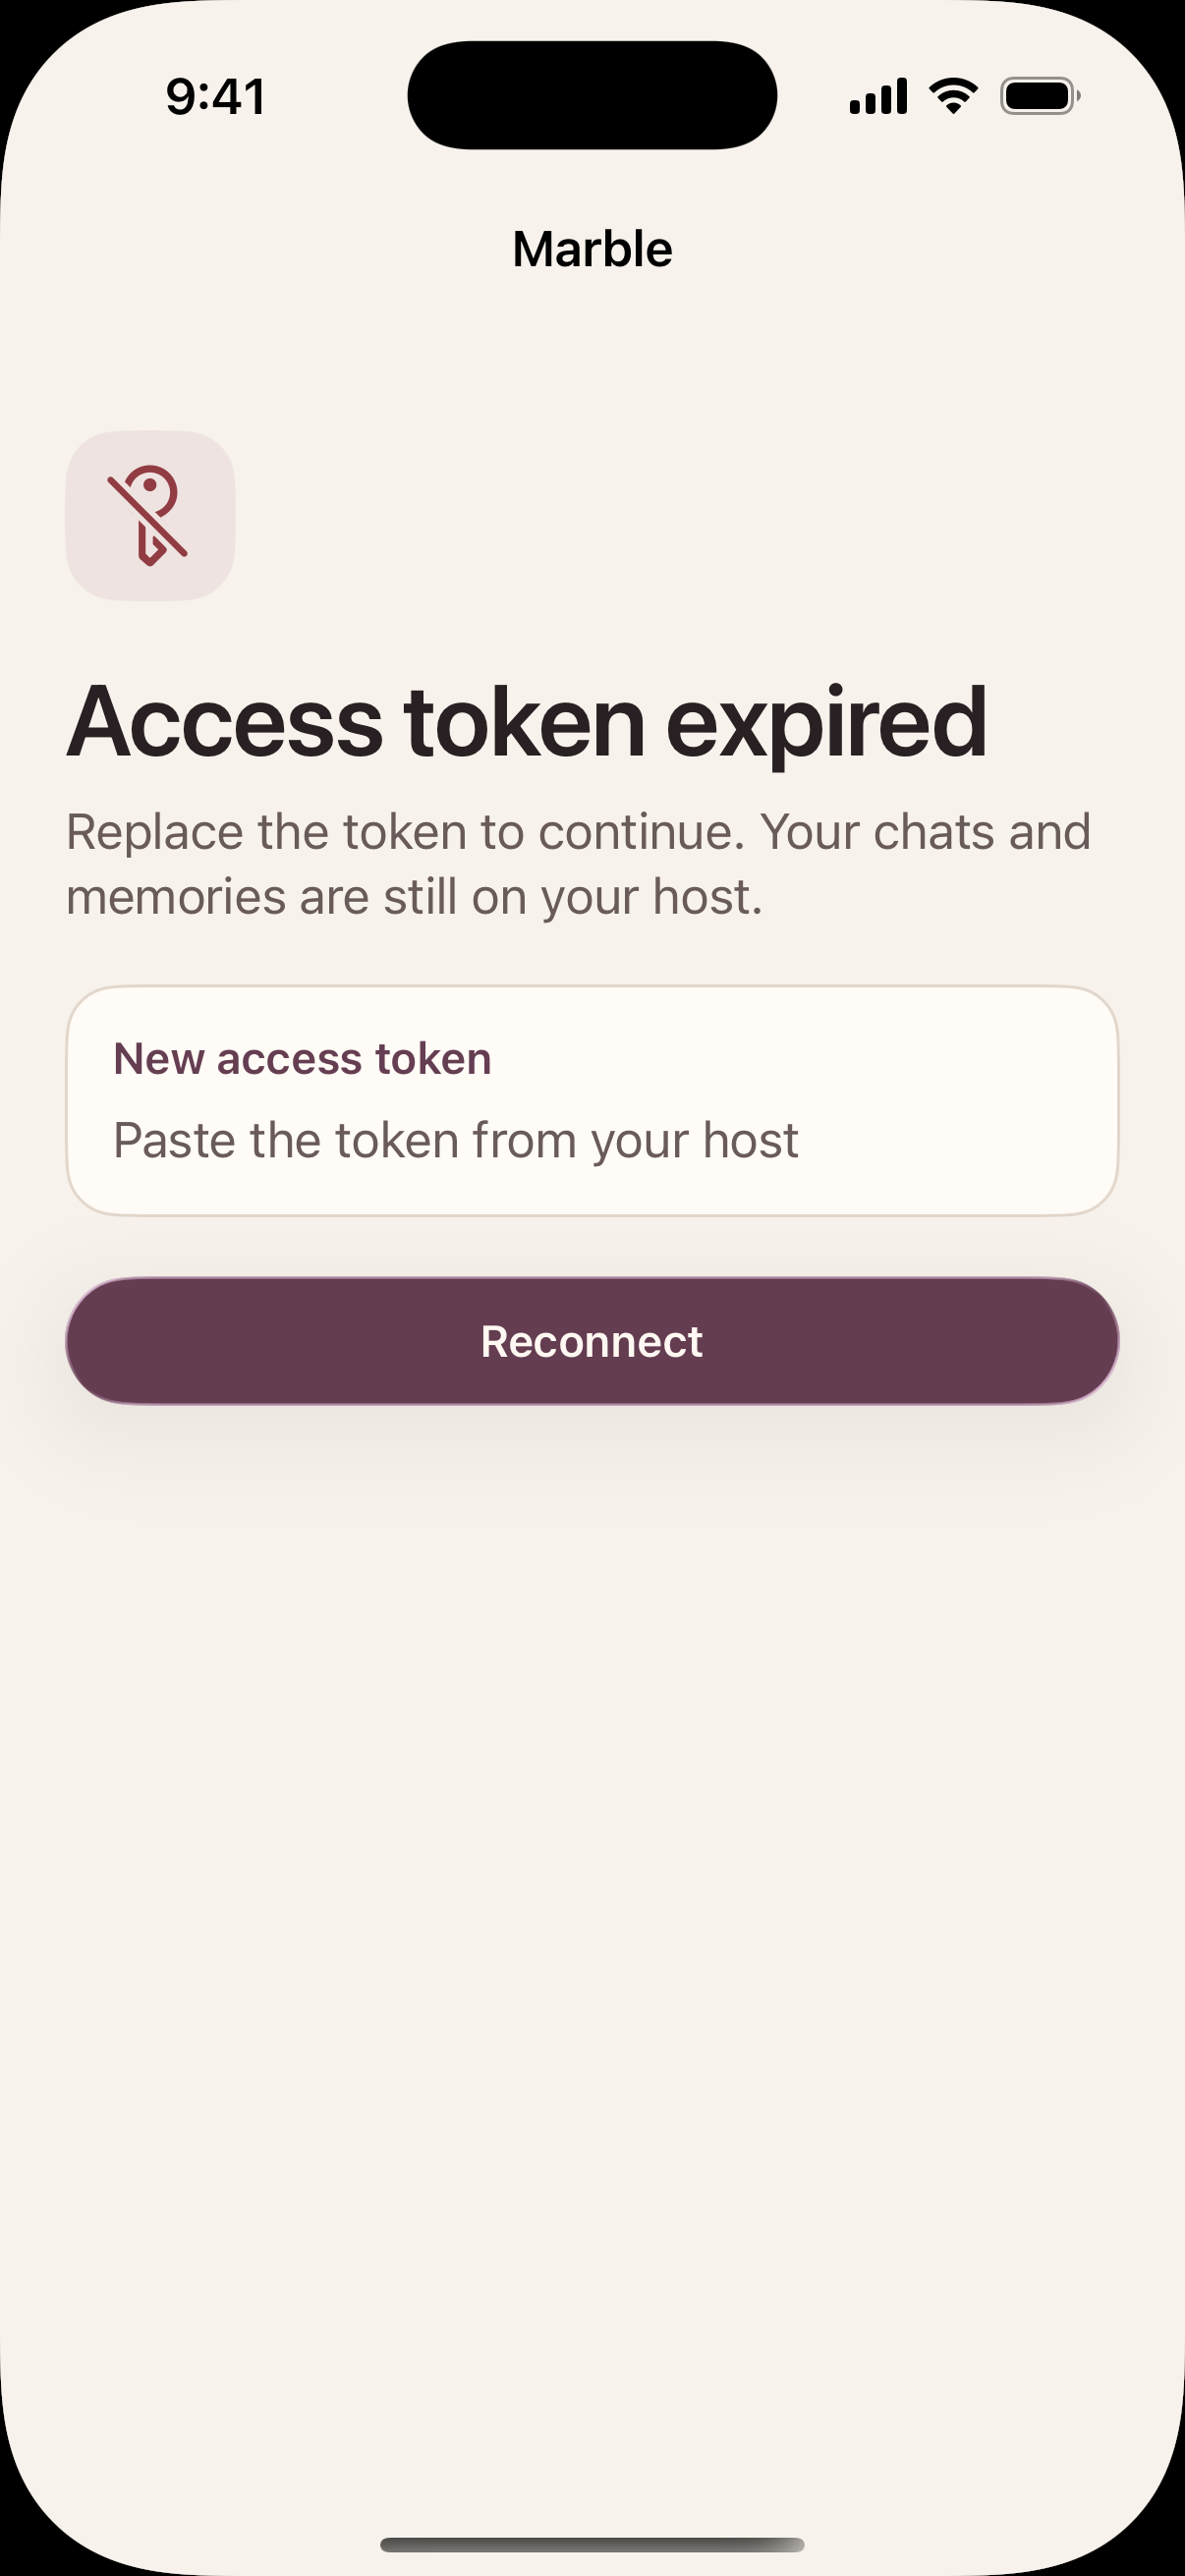 9:41
Marble
Access token expired
Replace the token to continue. Your chats and
memories are still on your host.
New access token
Paste the token from your host
Reconnect